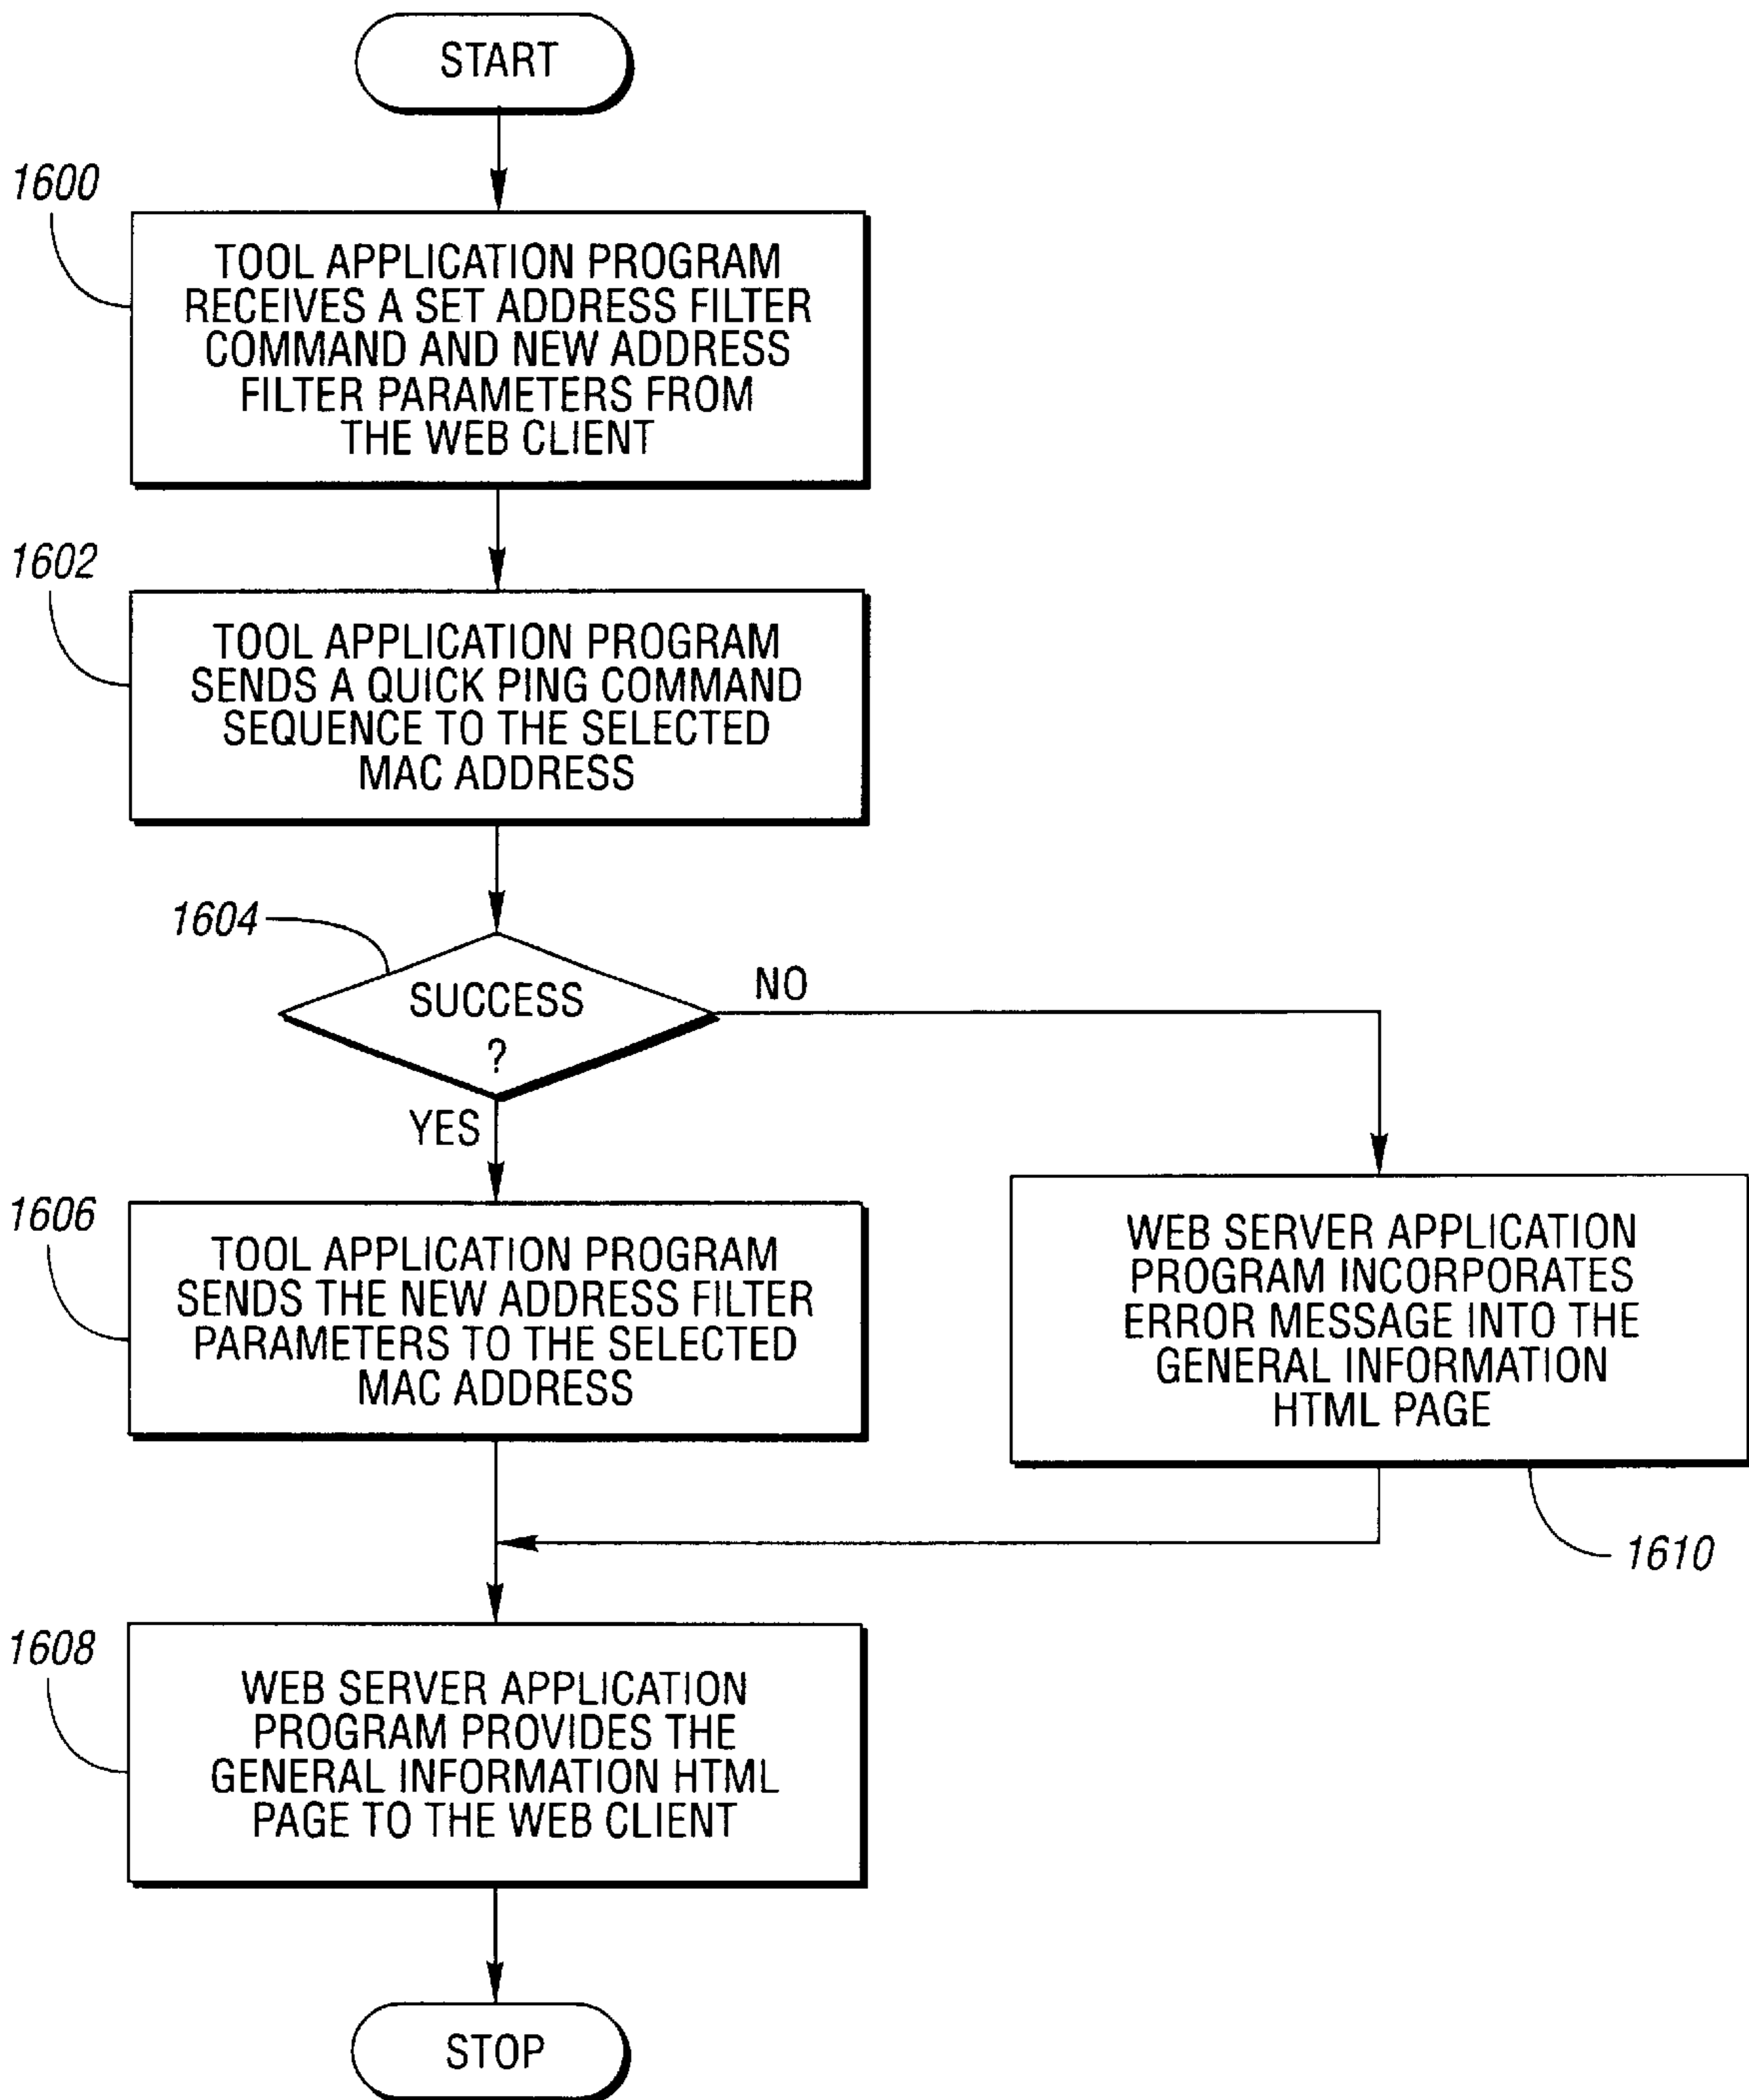 START
1600
TOOL APPLICATION PROGRAM
RECEIVES A SET ADDRESS FILTER
COMMAND AND NEW ADDRESS
FILTER PARAMETERS FROM
THE WEB CLIENT
1602
TOOL APPLICATION PROGRAM
SENDS A QUICK PING COMMAND
SEQUENCE TO THE SELECTED
MAC ADDRESS
1604
SUCCESS
?
NO
YES
1606
TOOL APPLICATION PROGRAM
SENDS THE NEW ADDRESS FILTER
PARAMETERS TO THE SELECTED
MAC ADDRESS
WEB SERVER APPLICATION
PROGRAM INCORPORATES
ERROR MESSAGE INTO THE
GENERAL INFORMATION
HTML PAGE
1610
1608
WEB SERVER APPLICATION
PROGRAM PROVIDES THE
GENERAL INFORMATION HTML
PAGE TO THE WEB CLIENT
STOP